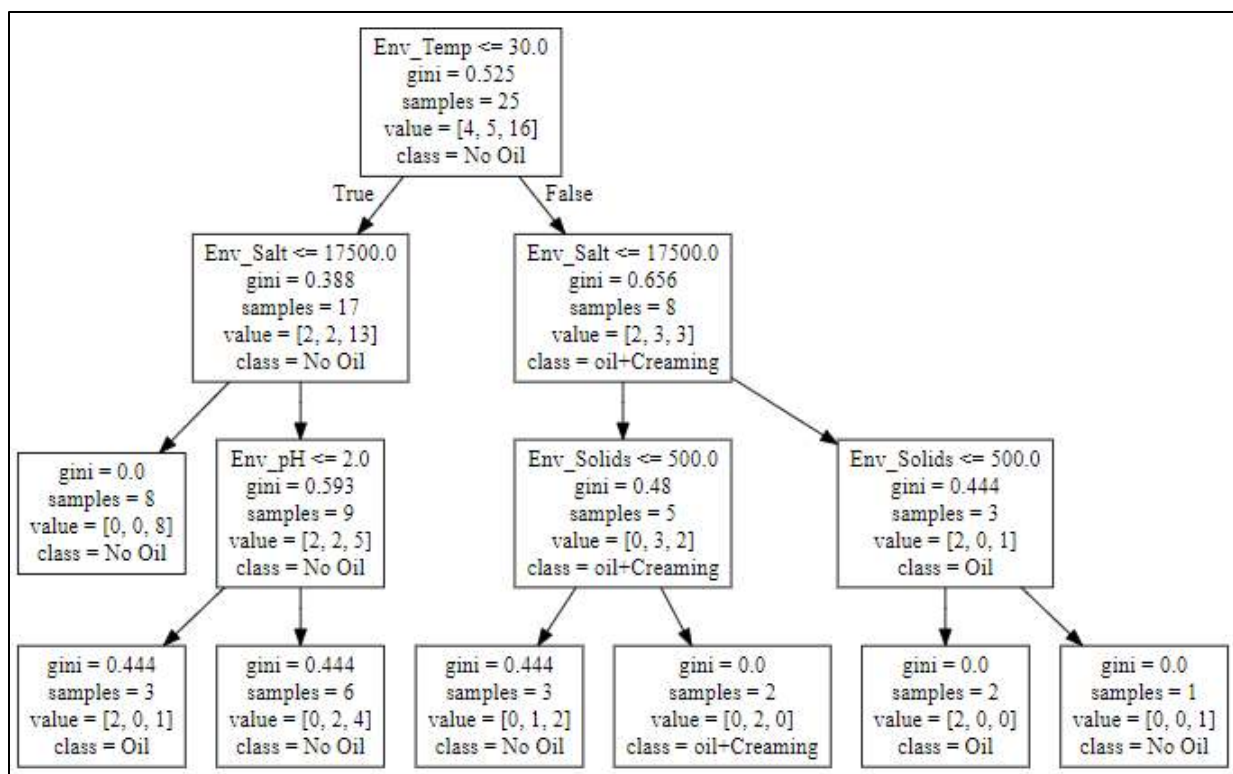 Env_Temp <= 30.0
gini = 0.525
samples = 25
value = [4, 5, 16]
class = No Oil
True
False
Env_Salt <= 17500.0
gini = 0.388
samples = 17
value = [2, 2, 13]
class = No Oil
Env_Salt <= 17500.0
gini = 0.656
samples = 8
value = [2, 3, 3]
class = oil+Creaming
gini = 0.0
samples = 8
value = [0, 0, 8]
class = No Oil
Env_pH <= 2.0
gini = 0.593
samples = 9
value = [2, 2, 5]
class = No Oil
Env_Solids <= 500.0
gini = 0.48
samples = 5
value = [0, 3, 2]
class = oil+Creaming
Env_Solids <= 500.0
gini = 0.444
samples = 3
value = [2, 0, 1]
class = Oil
gini = 0.444
samples = 3
value = [2, 0, 1]
class = Oil
gini = 0.444
samples = 6
value = [0, 2, 4]
class = No Oil
gini = 0.444
samples = 3
value = [0, 1, 2]
class = No Oil
gini = 0.0
samples = 2
value = [0, 2, 0]
class = oil+Creaming
gini = 0.0
samples = 2
value = [2, 0, 0]
class = Oil
gini = 0.0
samples = 1
value = [0, 0, 1]
class = No Oil